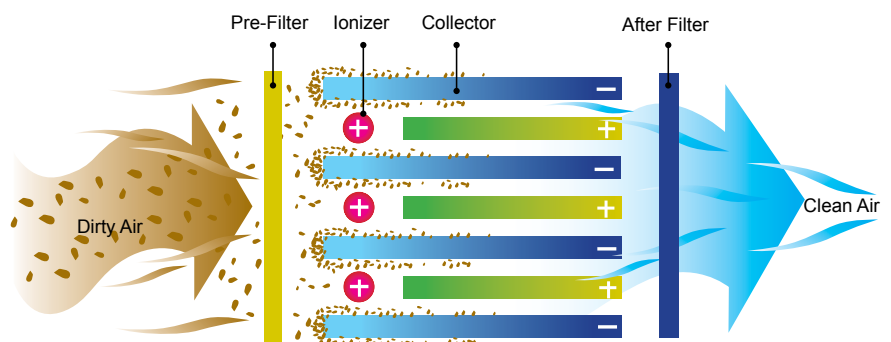 Pre-Filter
Ionizer
Collector
After Filter
−
+
+
−
+
+
−
+
+
−
Dirty Air
Clean Air